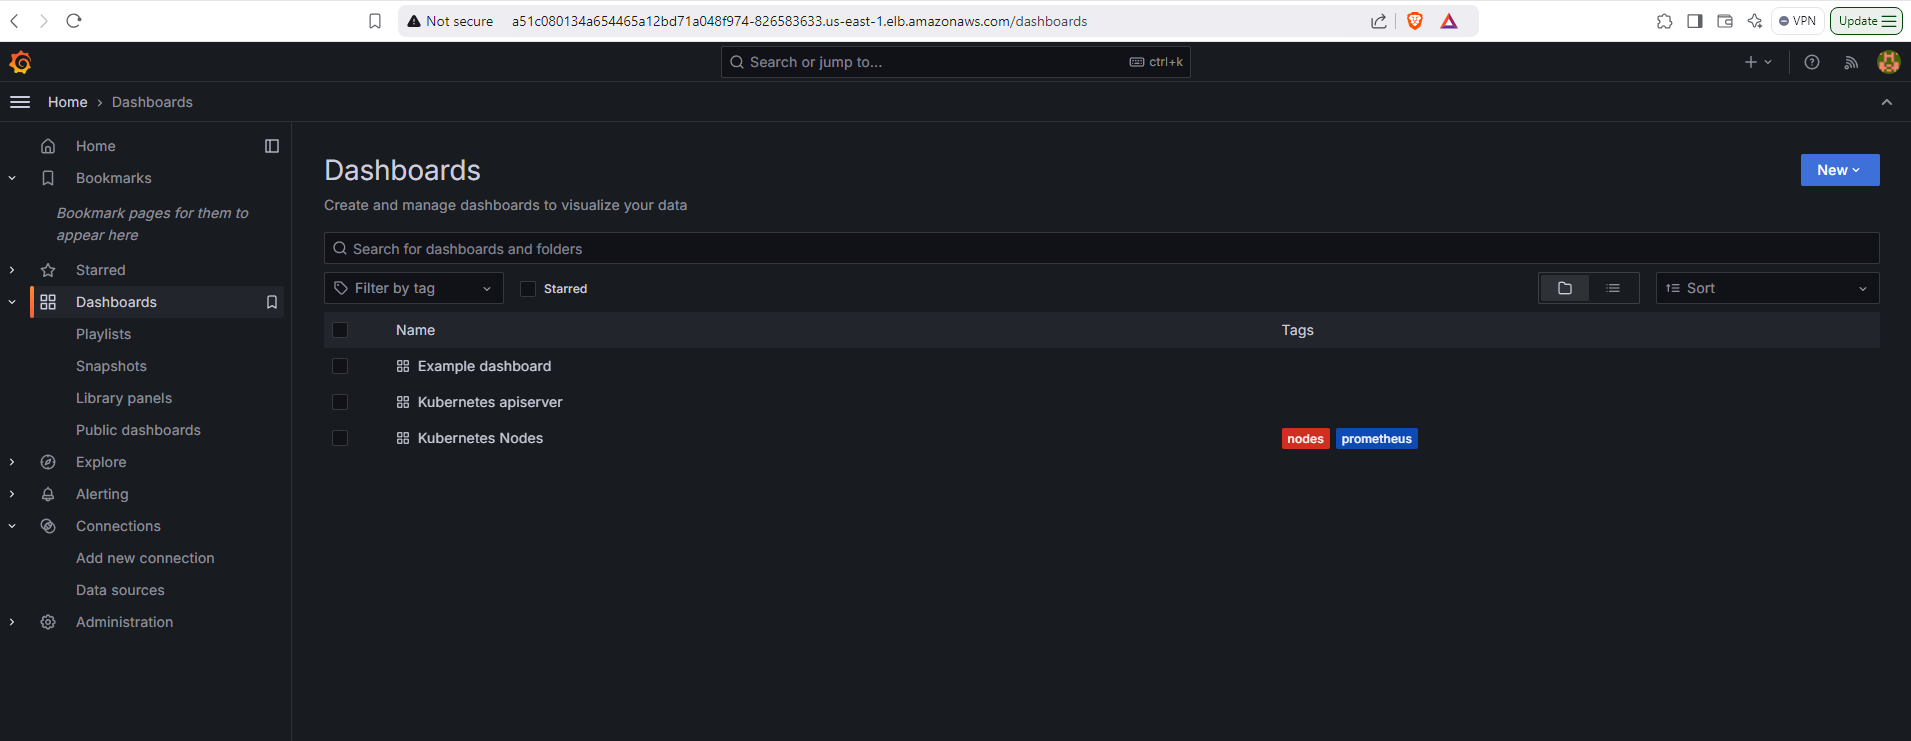 Not secure a51c080134a654465a12bd71a048f974-826583633.us-east-1.elb.amazonaws.com/dashboards VPN Update
Search or jump to... ctrl+k
Home › Dashboards
Home
Bookmarks
Bookmark pages for them to
appear here
Starred
Dashboards
Playlists
Snapshots
Library panels
Public dashboards
Explore
Alerting
Connections
Add new connection
Data sources
Administration
Dashboards
New
Create and manage dashboards to visualize your data
Search for dashboards and folders
Filter by tag Starred Sort
Name Tags
Example dashboard
Kubernetes apiserver
Kubernetes Nodes nodes prometheus